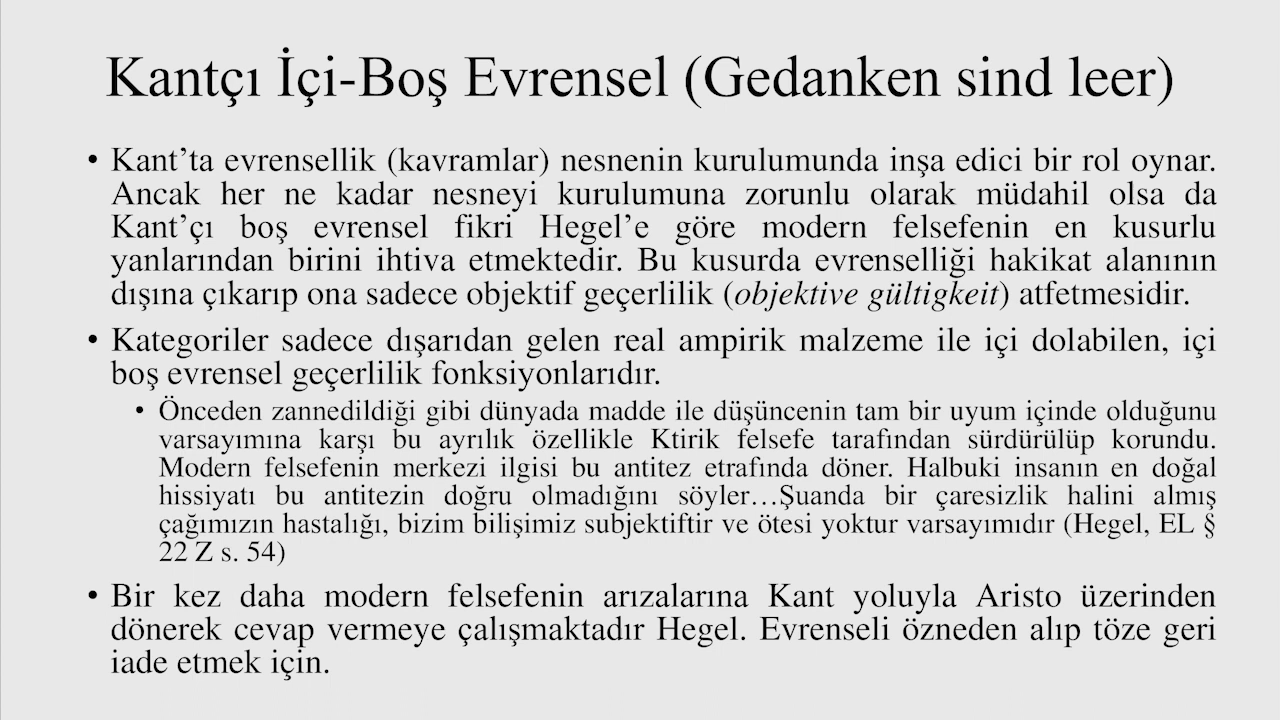 Kantçı İçi-Boş Evrensel (Gedanken sind leer)
• Kant’ta evrensellik (kavramlar) nesnenin kurulumunda inşa edici bir rol oynar.
Ancak her ne kadar nesneyi kurulumuna zorunlu olarak müdahil olsa da
Kant’çı boş evrensel fikri Hegel’e göre modern felsefenin en kusurlu
yanlarından birini ihtiva etmektedir. Bu kusurda evrenselliği hakikat alanının
dışına çıkarıp ona sadece objektif geçerlilik (objektive gültigkeit) atfetmesidir.
• Kategoriler sadece dışarıdan gelen real ampirik malzeme ile içi dolabilen, içi
boş evrensel geçerlilik fonksiyonlarıdır.
• Önceden zannedildiği gibi dünyada madde ile düşüncenin tam bir uyum içinde olduğunu
varsayımına karşı bu ayrılık özellikle Ktirik felsefe tarafından sürdürülüp korundu.
Modern felsefenin merkezi ilgisi bu antitez etrafında döner. Halbuki insanın en doğal
hissiyatı bu antitezin doğru olmadığını söyler…Şuanda bir çaresizlik halini almış
çağımızın hastalığı, bizim bilişimiz subjektiftir ve ötesi yoktur varsayımıdır (Hegel, EL §
22 Z s. 54)
• Bir kez daha modern felsefenin arızalarına Kant yoluyla Aristo üzerinden
dönerek cevap vermeye çalışmaktadır Hegel. Evrenseli özneden alıp töze geri
iade etmek için.